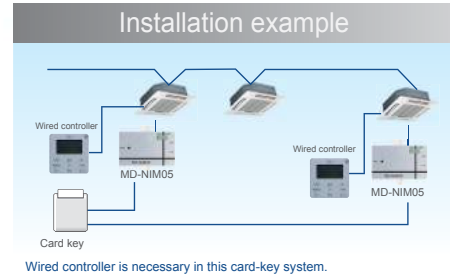 Installation example
Wired controller
MD-NIM05
Wired controller
MD-NIM05
Card key
Wired controller is necessary in this card-key system.